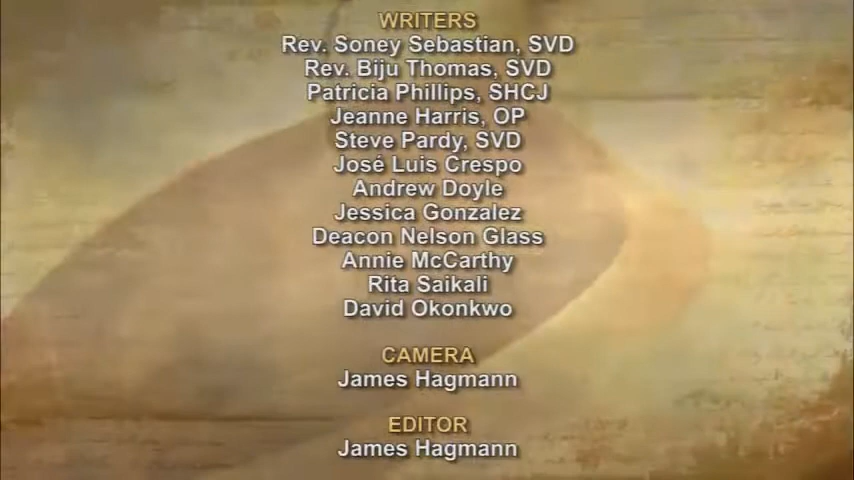 WRITERS
Rev. Soney Sebastian, SVD
Rev. Biju Thomas, SVD
Patricia Phillips, SHCJ
Jeanne Harris, OP
Steve Pardy, SVD
José Luis Crespo
Andrew Doyle
Jessica Gonzalez
Deacon Nelson Glass
Annie McCarthy
Rita Saikali
David Okonkwo
CAMERA
James Hagmann
EDITOR
James Hagmann